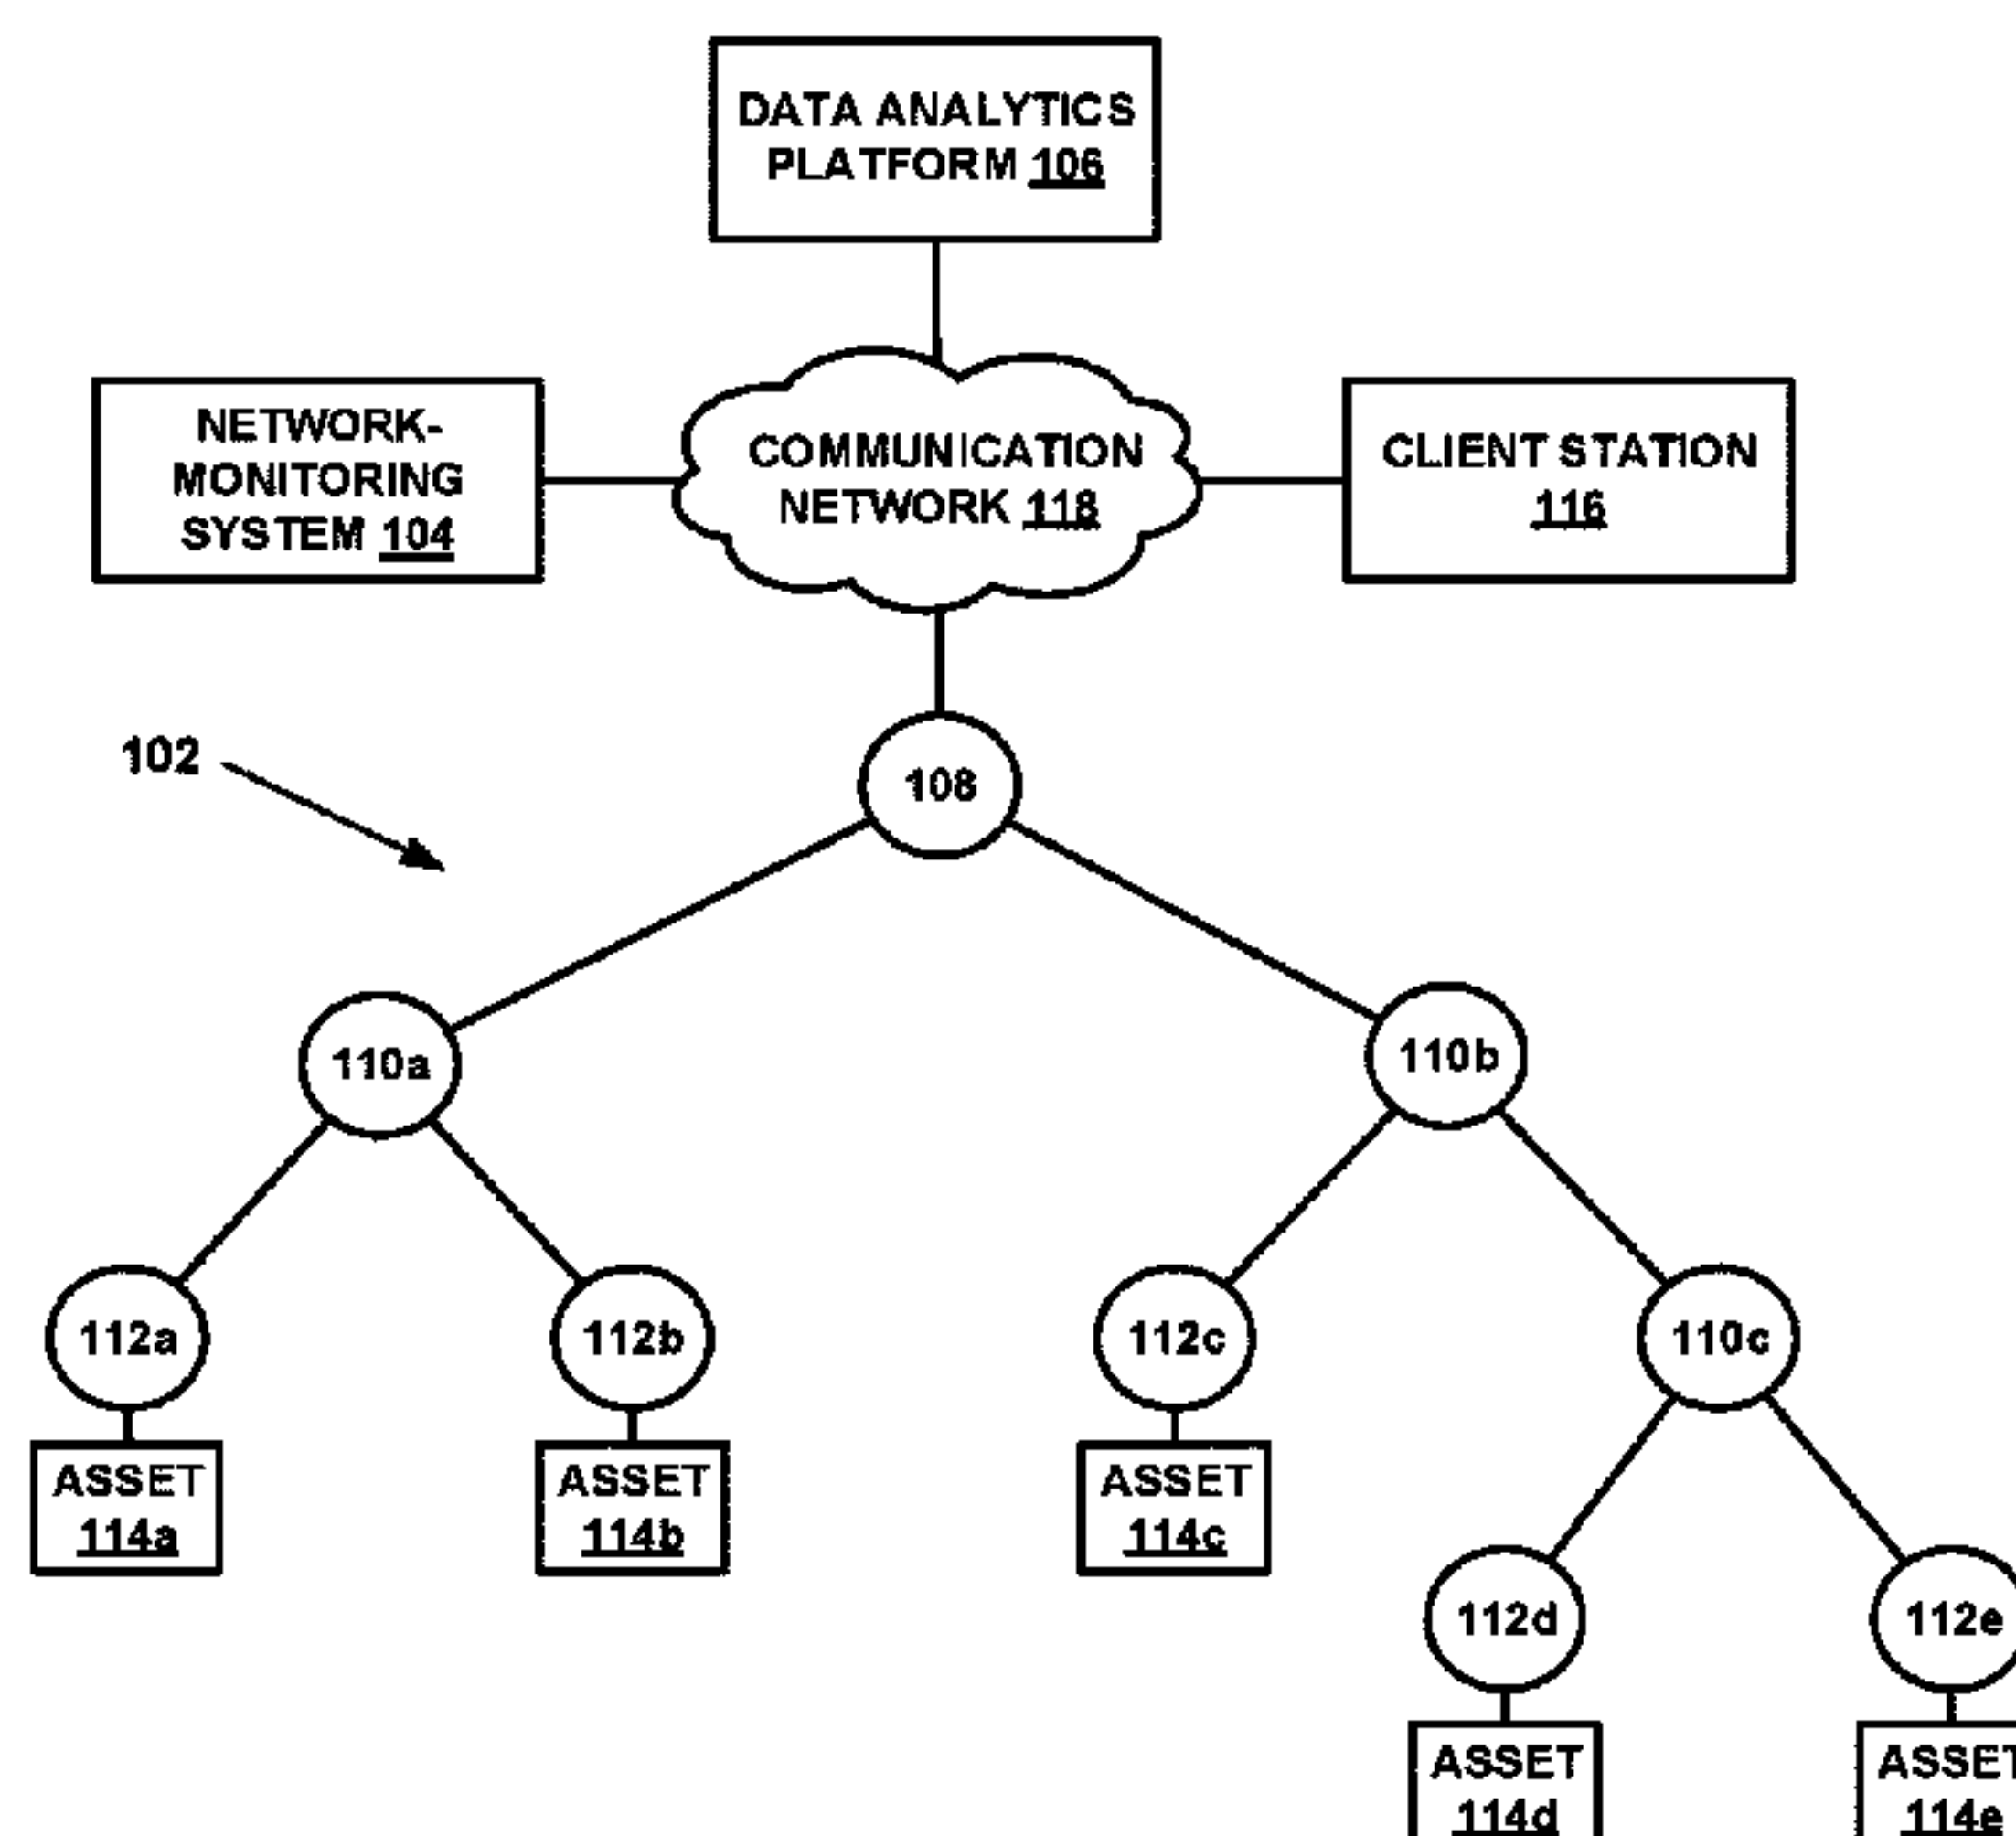 DATA ANALYTICS
PLATFORM 106
NETWORK-
MONITORING
SYSTEM 104
COMMUNICATION
NETWORK 118
CLIENT STATION
116
102
108
110a
110b
112a
112b
112c
110c
ASSET
114a
ASSET
114b
ASSET
114c
112d
112e
ASSET
114d
ASSET
114e